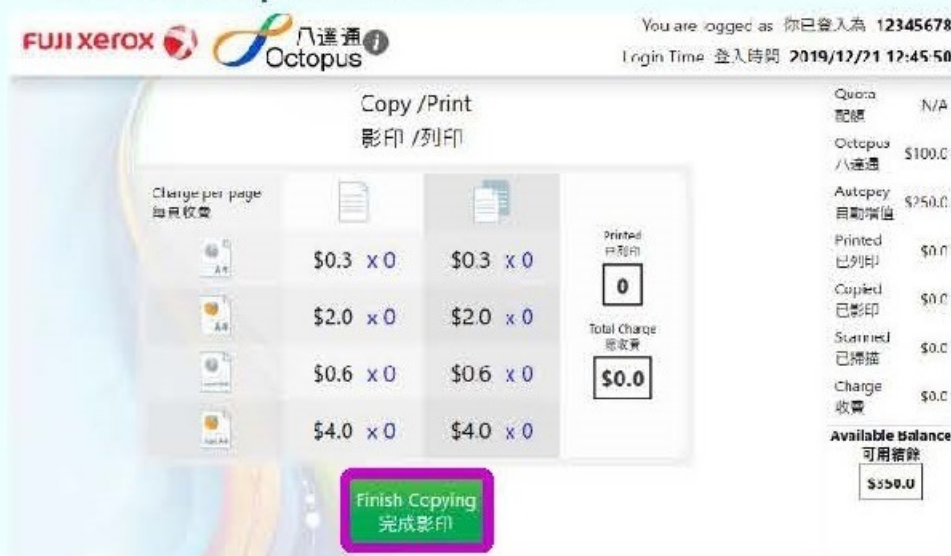 FUJI xerox
八達通
Octopus
You are logged as 你已登入為 12345678
Login Time 登入時間 2019/12/21 12:45:50
Copy /Print
影印 /列印
Charge per page
每頁收費
A4
$0.3 x 0
$0.3 x 0
A4
$2.0 x 0
$2.0 x 0
$0.6 x 0
$0.6 x 0
$4.0 x 0
$4.0 x 0
Printed
已列印
0
Total Charge
總收費
$0.0
Finish Copying
完成影印
Quota
配額
N/A
Octopus
八達通
$100.0
Autopay
自動增值
$250.0
Printed
已列印
$0.0
Copied
已影印
$0.0
Scanned
已掃描
$0.0
Charge
收費
$0.0
Available Balance
可用結餘
$350.0